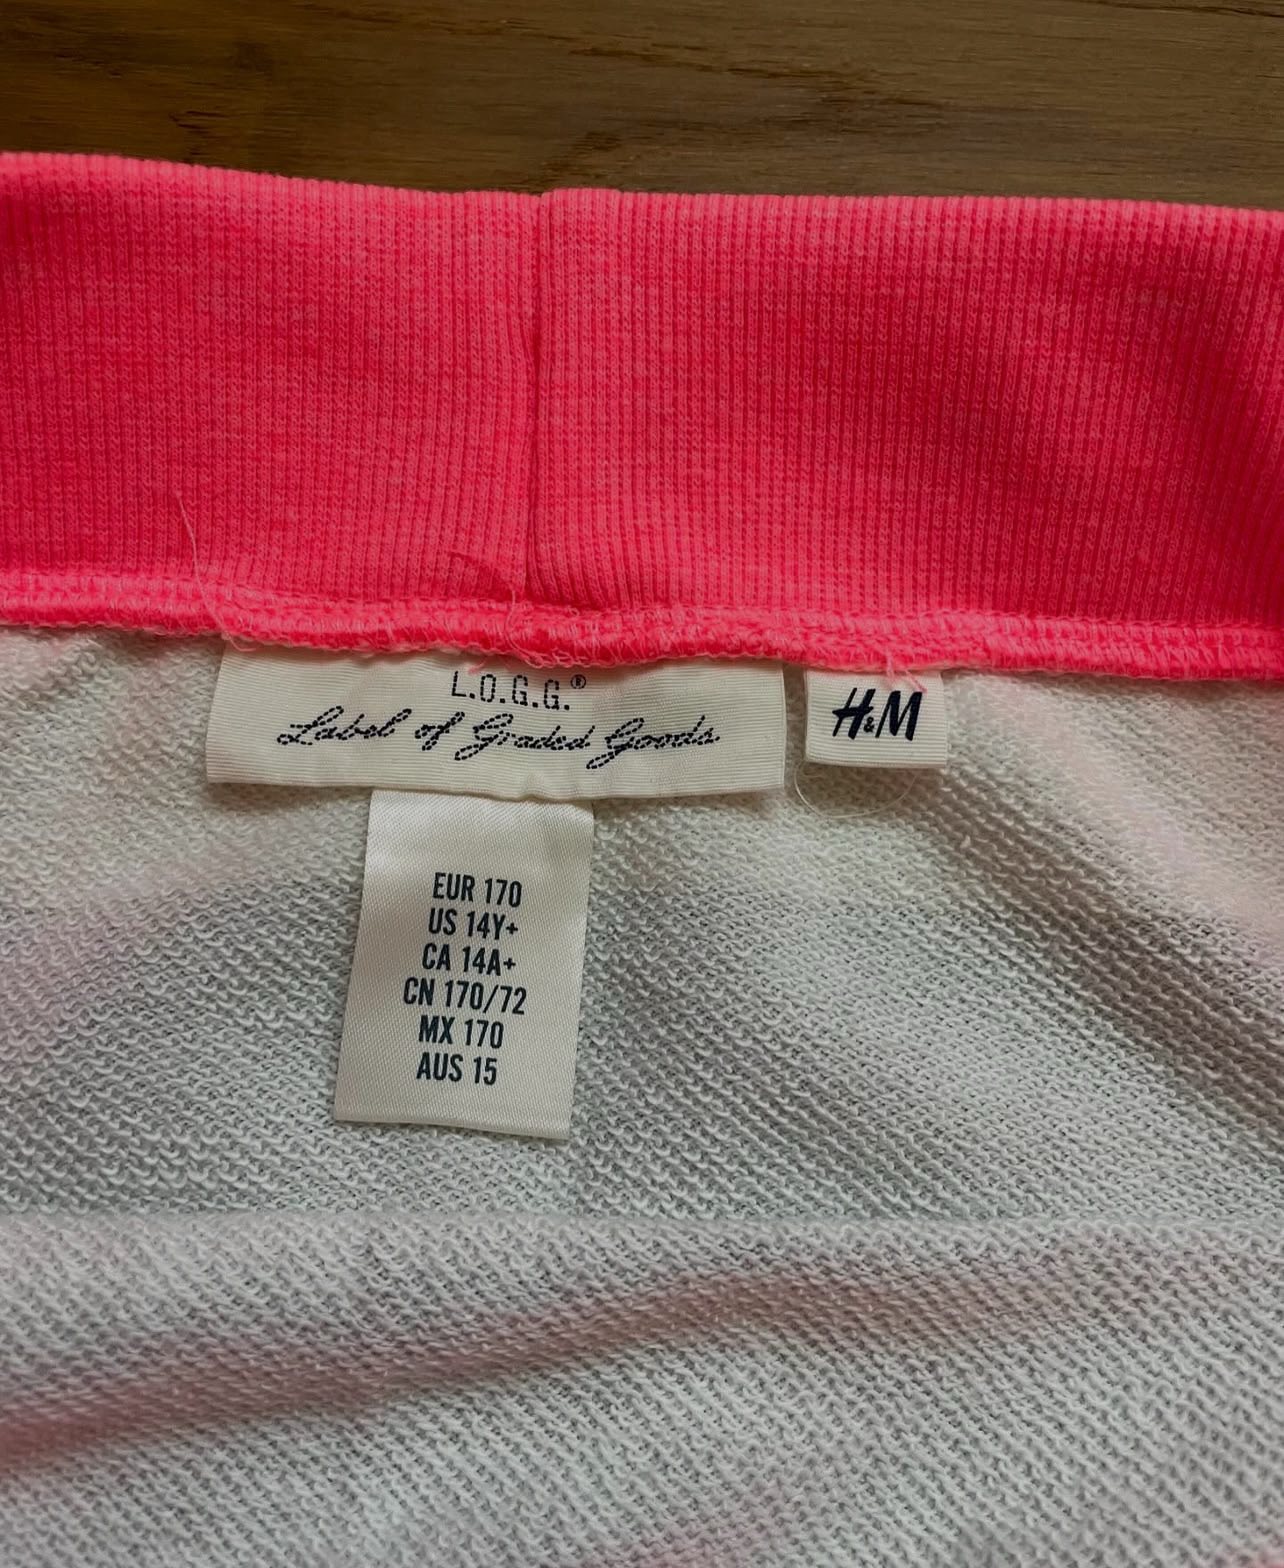 L.O.G.G.®
Label of Graded Goods
H&M
EUR 170
US 14Y+
CA 14A+
CN 170/72
MX 170
AUS 15